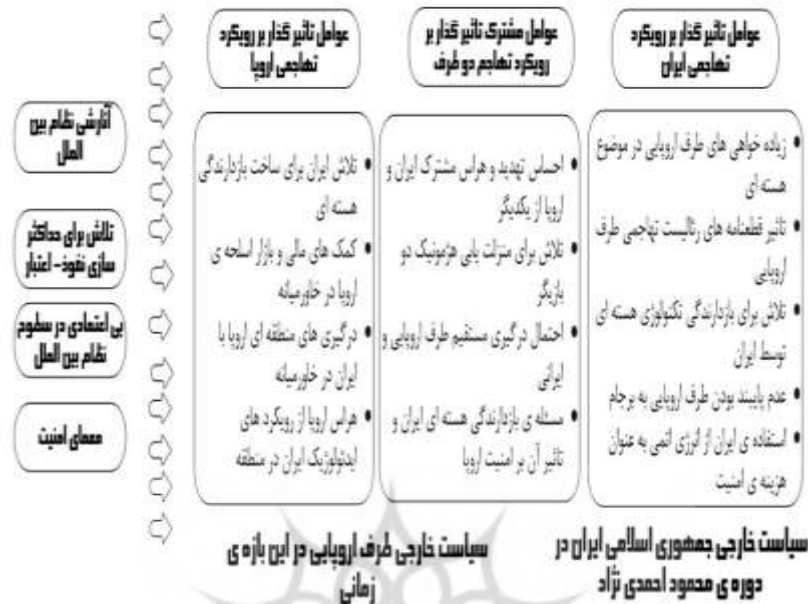 عوامل تاثیر گذار بر رویکرد
تهاجمی ایران
زیاده خواهی های طرف اروپایی در موضوع
هسته ای
تاثیر قطعنامه های رئالیست تهاجمی طرف
اروپایی
تلاش برای بازدارندگی تکنولوژی هسته ای
توسط ایران
عدم پایبند بودن طرف اروپایی به برجام
استفاده ی ایران از انرژی اتمی به عنوان
هزینه ی امنیت
سیاست خارجی جمهوری اسلامی ایران در
دوره ی محمود احمدی نژاد
عوامل مشترک تاثیر گذار بر
رویکرد تهاجم دو طرف
احساس تهدید و هراس مشترک ایران و
اروپا از یکدیگر
تلاش برای منزلت یابی هژمونیک دو
بازیگر
احتمال درگیری مستقیم طرف اروپایی و
ایرانی
مسئله ی بازدارندگی هسته ای ایران و
تاثیر آن بر امنیت اروپا
عوامل تاثیر گذار بر رویکرد
تهاجمی اروپا
تلاش ایران برای ساخت بازدارندگی
هسته ای
کمک های مالی و بازار اسلحه ی
اروپا در خاورمیانه
درگیری های منطقه ای اروپا با
ایران در خاورمیانه
هراس اروپا از رویکرد های
ایدئولوژیک ایران در منطقه
سیاست خارجی طرف اروپایی در این بازه ی
زمانی
آنارشی نظام بین
الملل
تلاش برای حداکثر
سازی نفوذ- اعتبار
بی اعتمادی در سطوح
نظام بین الملل
معمای امنیت